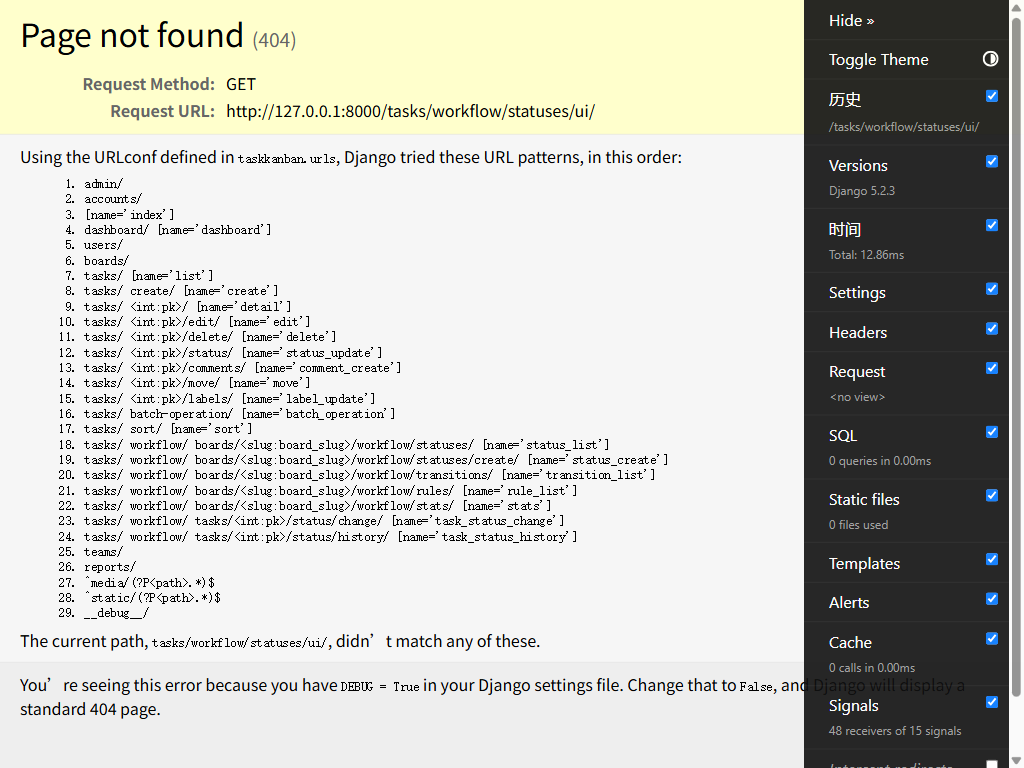 Page not found (404)
Request Method: GET
Request URL: http://127.0.0.1:8000/tasks/workflow/statuses/ui/
Using the URLconf defined in taskkanban.urls, Django tried these URL patterns, in this order:
1. admin/
2. accounts/
3. [name='index']
4. dashboard/ [name='dashboard']
5. users/
6. boards/
7. tasks/ [name='list']
8. tasks/ create/ [name='create']
9. tasks/ <int:pk>/ [name='detail']
10. tasks/ <int:pk>/edit/ [name='edit']
11. tasks/ <int:pk>/delete/ [name='delete']
12. tasks/ <int:pk>/status/ [name='status_update']
13. tasks/ <int:pk>/comments/ [name='comment_create']
14. tasks/ <int:pk>/move/ [name='move']
15. tasks/ <int:pk>/labels/ [name='label_update']
16. tasks/ batch-operation/ [name='batch_operation']
17. tasks/ sort/ [name='sort']
18. tasks/ workflow/ boards/<slug:board_slug>/workflow/statuses/ [name='status_list']
19. tasks/ workflow/ boards/<slug:board_slug>/workflow/statuses/create/ [name='status_create']
20. tasks/ workflow/ boards/<slug:board_slug>/workflow/transitions/ [name='transition_list']
21. tasks/ workflow/ boards/<slug:board_slug>/workflow/rules/ [name='rule_list']
22. tasks/ workflow/ boards/<slug:board_slug>/workflow/stats/ [name='stats']
23. tasks/ workflow/ tasks/<int:pk>/status/change/ [name='task_status_change']
24. tasks/ workflow/ tasks/<int:pk>/status/history/ [name='task_status_history']
25. teams/
26. reports/
27. ^media/(?P<path>.*)$
28. ^static/(?P<path>.*)$
29. __debug__/
The current path, tasks/workflow/statuses/ui/, didn’t match any of these.
You’re seeing this error because you have DEBUG = True in your Django settings file. Change that to False, and Django will display a
standard 404 page.
Hide »
Toggle Theme
历史
/tasks/workflow/statuses/ui/
Versions
Django 5.2.3
时间
Total: 12.86ms
Settings
Headers
Request
<no view>
SQL
0 queries in 0.00ms
Static files
0 files used
Templates
Alerts
Cache
0 calls in 0.00ms
Signals
48 receivers of 15 signals
Intercept redirects